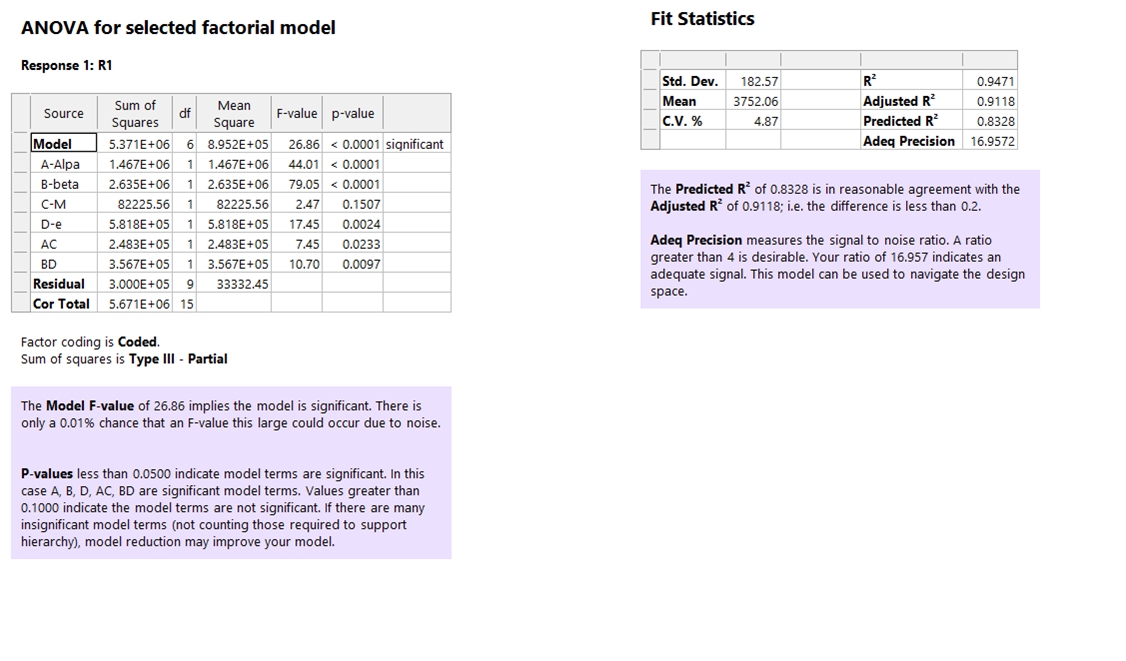 ANOVA for selected factorial model
Response 1: R1
Source Sum of Squares df Mean Square F-value p-value
Model 5.371E+06 6 8.952E+05 26.86 < 0.0001 significant
A-Alpa 1.467E+06 1 1.467E+06 44.01 < 0.0001
B-beta 2.635E+06 1 2.635E+06 79.05 < 0.0001
C-M 82225.56 1 82225.56 2.47 0.1507
D-e 5.818E+05 1 5.818E+05 17.45 0.0024
AC 2.483E+05 1 2.483E+05 7.45 0.0233
BD 3.567E+05 1 3.567E+05 10.70 0.0097
Residual 3.000E+05 9 33332.45
Cor Total 5.671E+06 15
Factor coding is Coded.
Sum of squares is Type III - Partial
The Model F-value of 26.86 implies the model is significant. There is
only a 0.01% chance that an F-value this large could occur due to noise.
P-values less than 0.0500 indicate model terms are significant. In this
case A, B, D, AC, BD are significant model terms. Values greater than
0.1000 indicate the model terms are not significant. If there are many
insignificant model terms (not counting those required to support
hierarchy), model reduction may improve your model.
Fit Statistics
Std. Dev. 182.57 R² 0.9471
Mean 3752.06 Adjusted R² 0.9118
C.V. % 4.87 Predicted R² 0.8328
Adeq Precision 16.9572
The Predicted R² of 0.8328 is in reasonable agreement with the
Adjusted R² of 0.9118; i.e. the difference is less than 0.2.
Adeq Precision measures the signal to noise ratio. A ratio
greater than 4 is desirable. Your ratio of 16.957 indicates an
adequate signal. This model can be used to navigate the design
space.